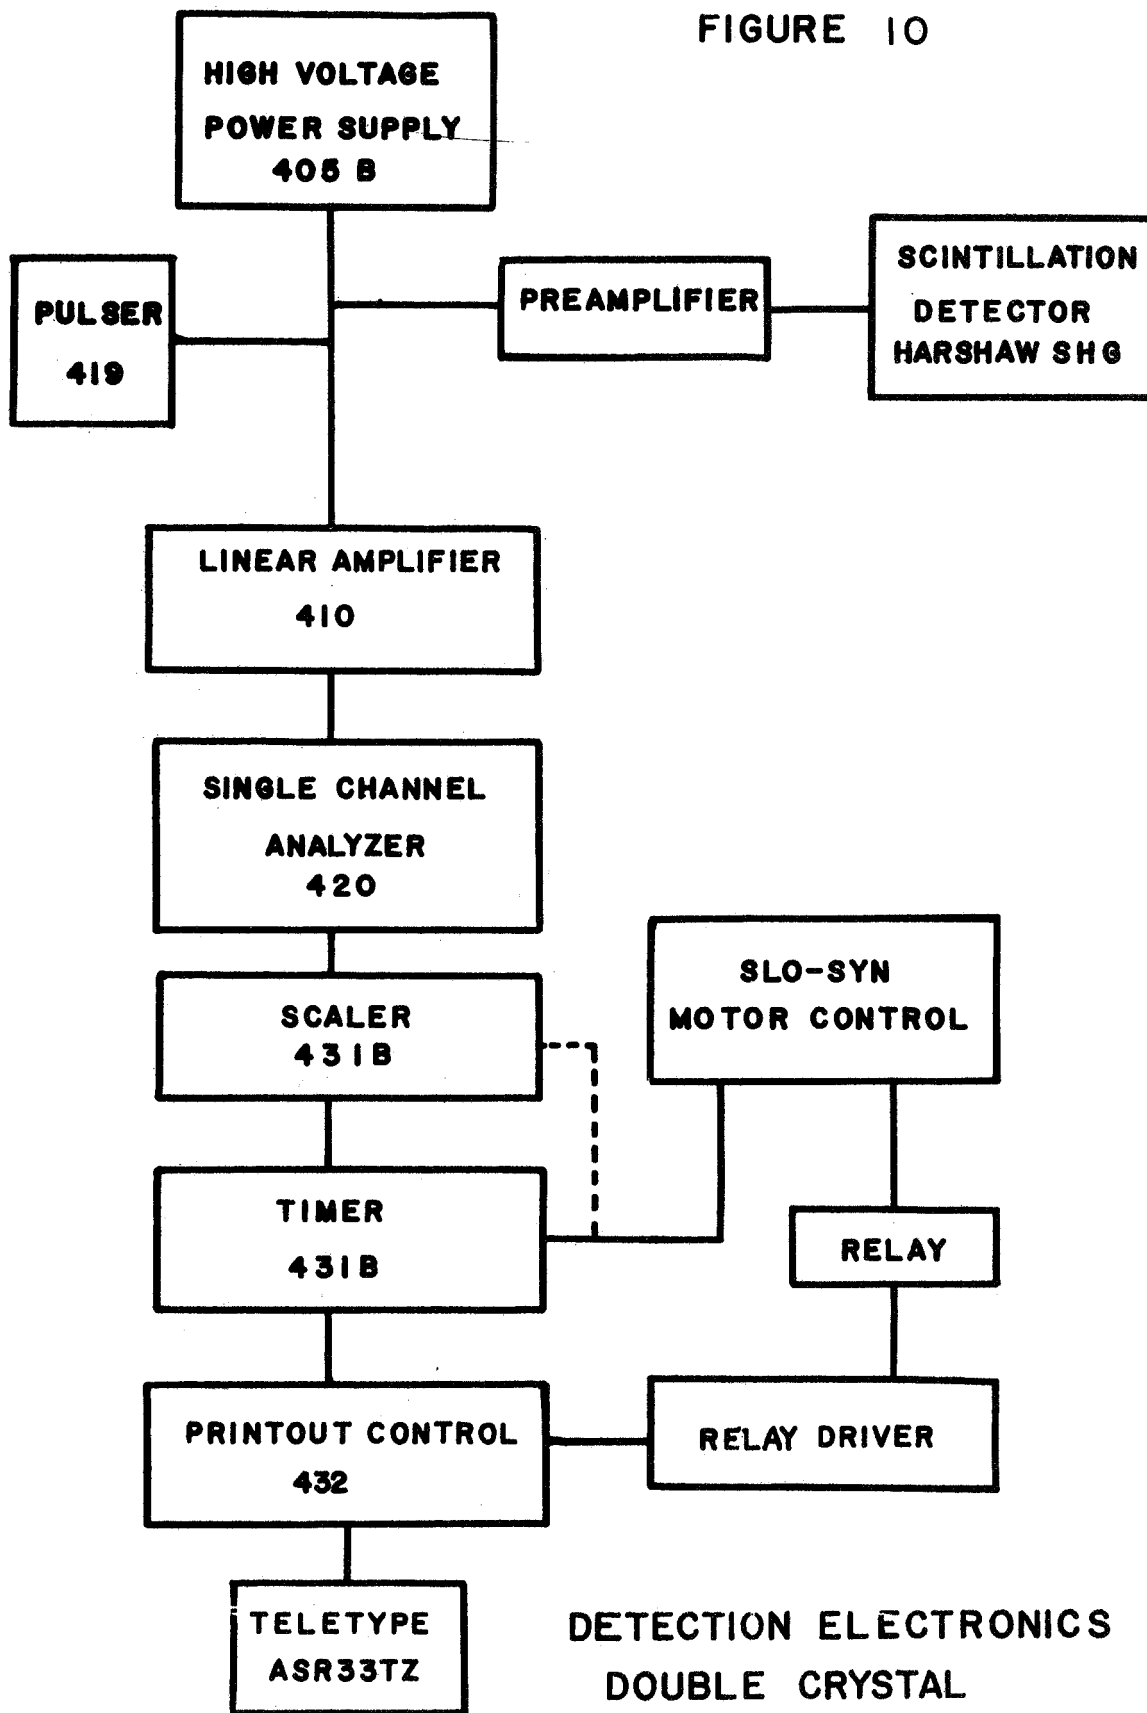 FIGURE 10
HIGH VOLTAGE
POWER SUPPLY
405 B
PULSER
419
PREAMPLIFIER
SCINTILLATION
DETECTOR
HARSHAW SHG
LINEAR AMPLIFIER
410
SINGLE CHANNEL
ANALYZER
420
SCALER
431B
SLO-SYN
MOTOR CONTROL
TIMER
431B
RELAY
PRINTOUT CONTROL
432
RELAY DRIVER
TELETYPE
ASR33TZ
DETECTION ELECTRONICS
DOUBLE CRYSTAL